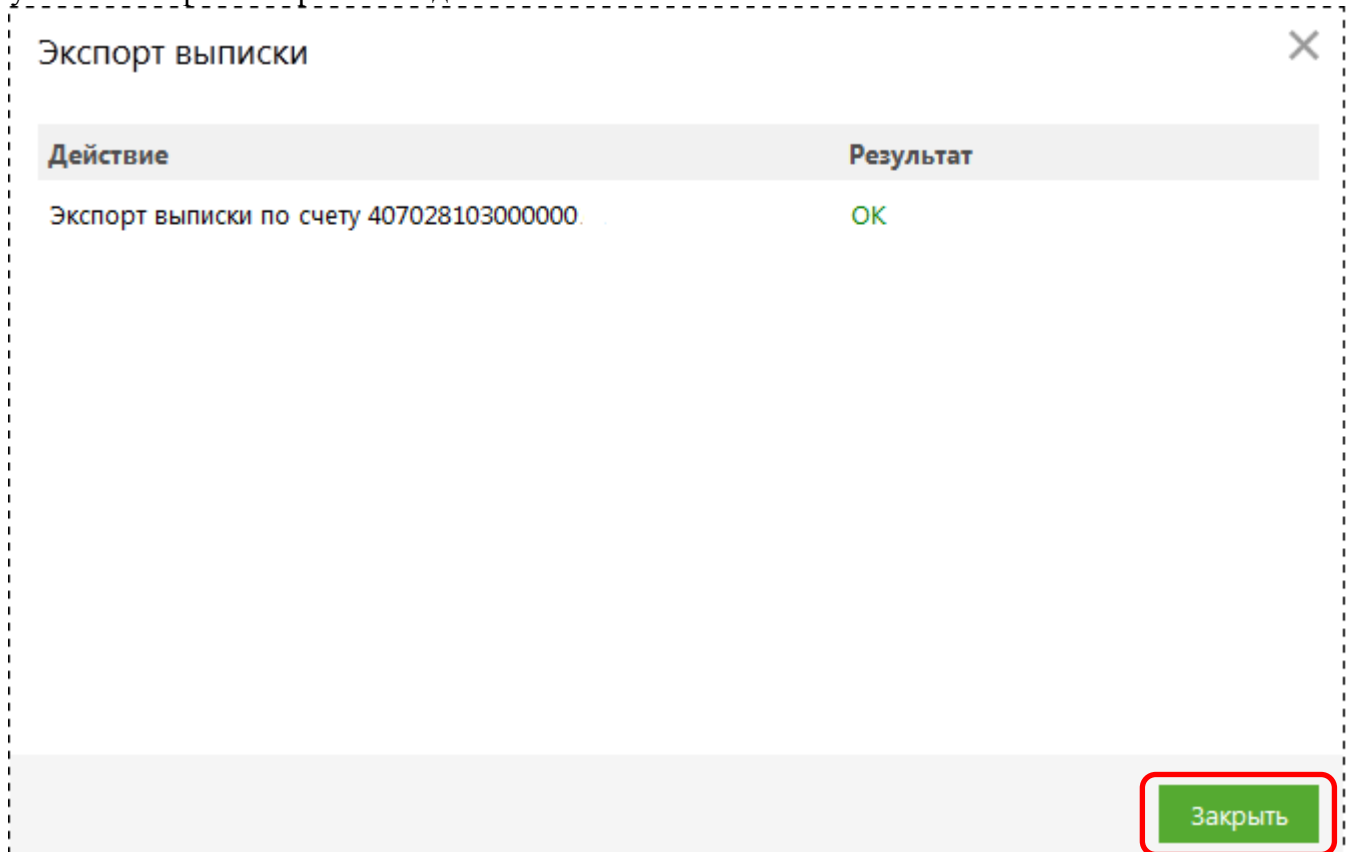 Экспорт выписки
Действие Результат
Экспорт выписки по счету 407028103000000
OK
Закрыть